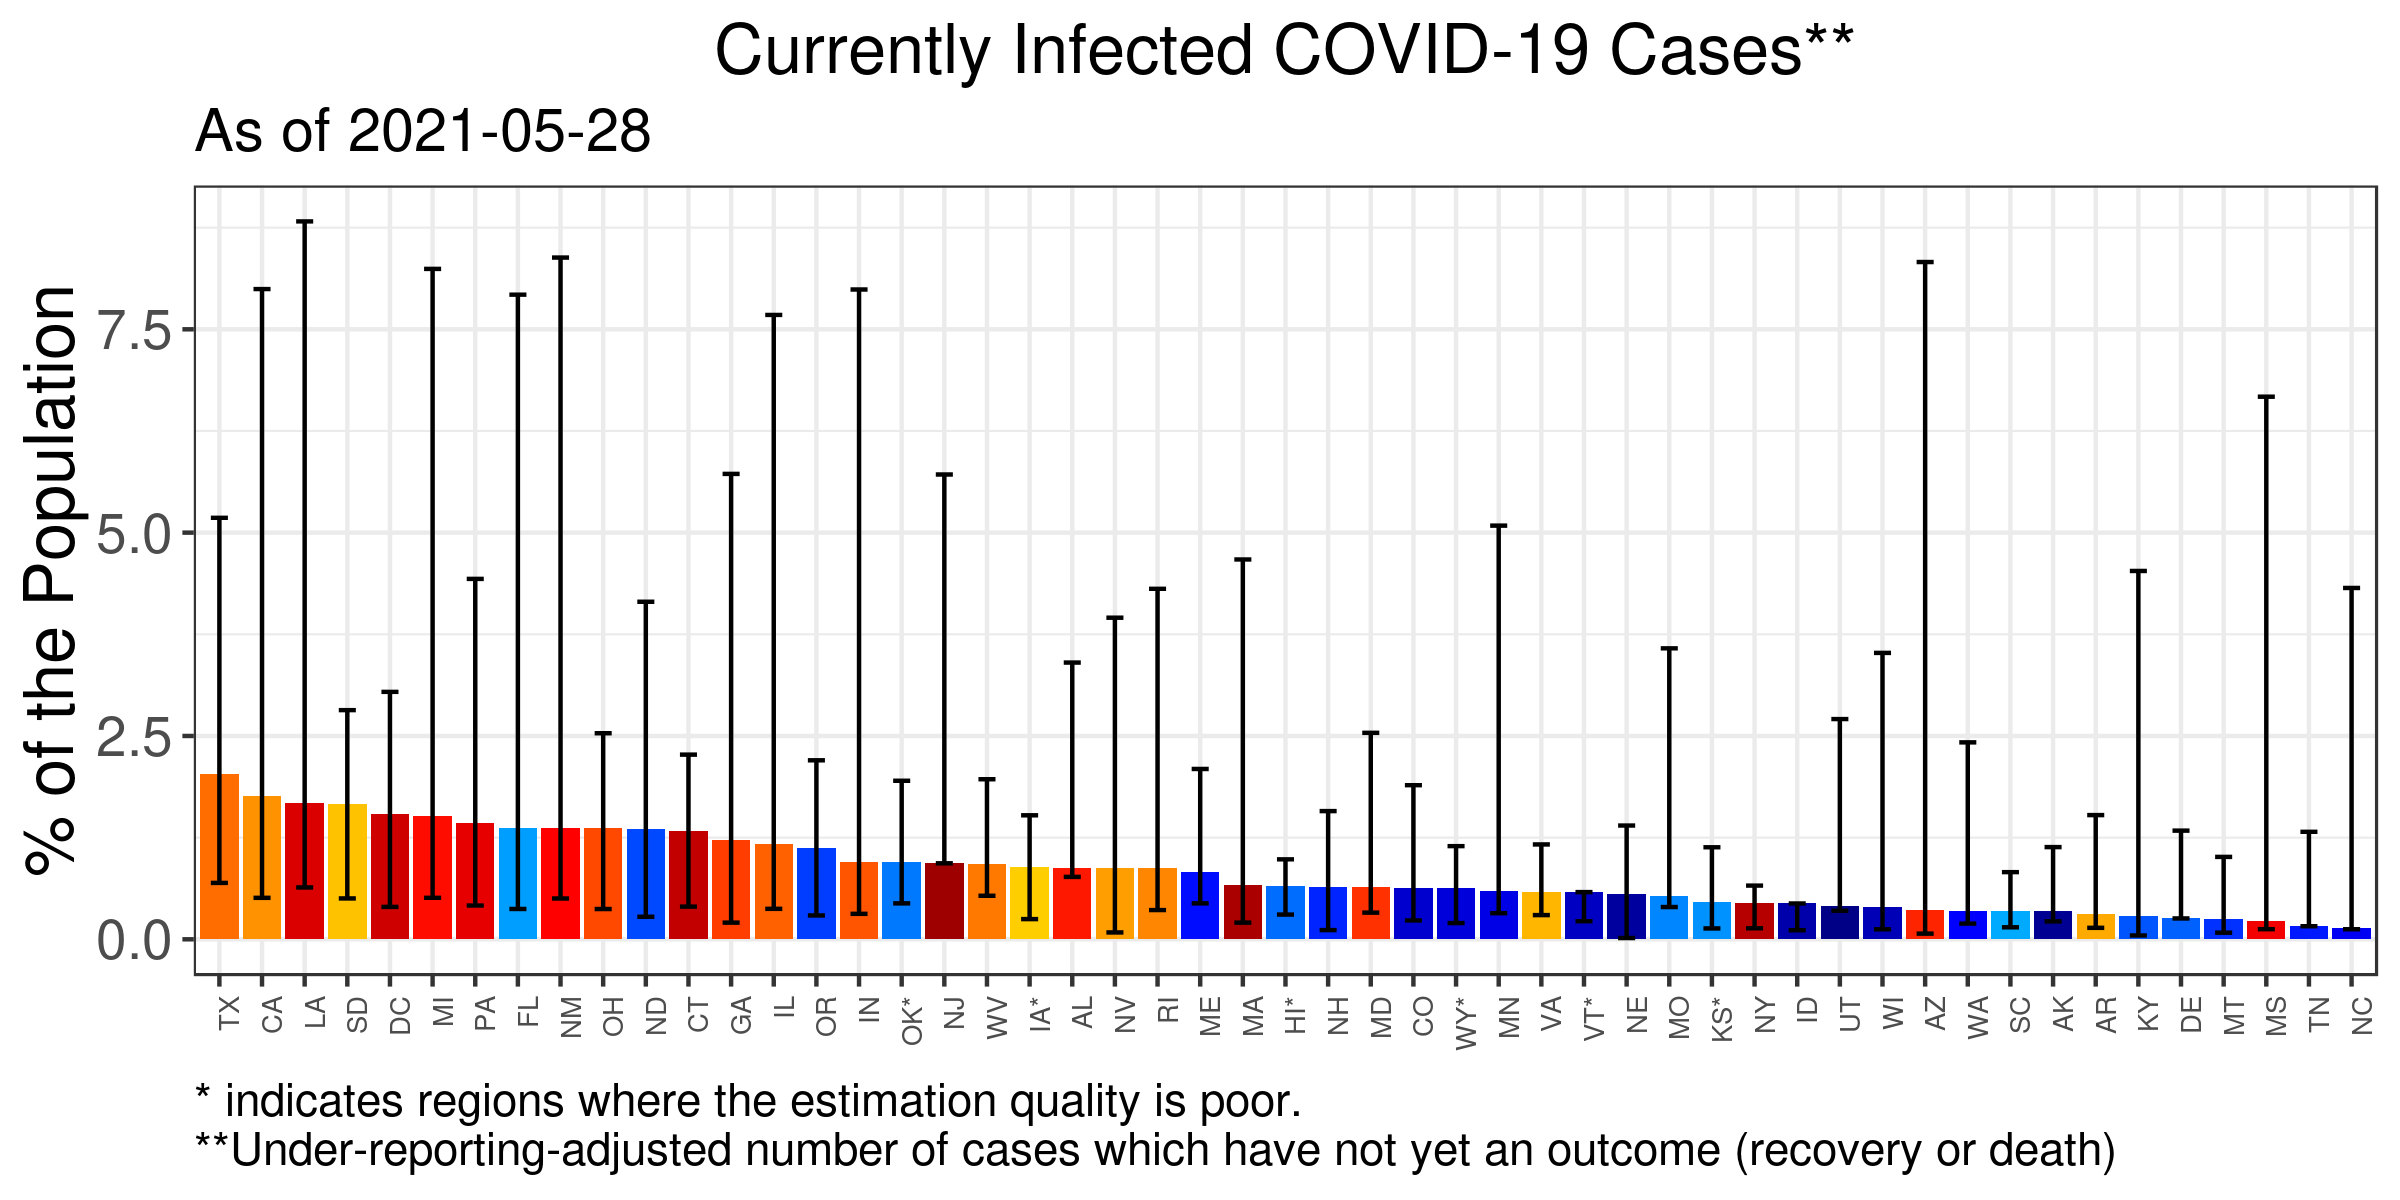 Currently Infected COVID-19 Cases**
As of 2021-05-28
% of the Population
7.5
5.0
2.5
0.0
TX CA LA SD DC MI PA FL NM OH ND CT GA IL OR IN OK* NJ WV IA* AL NV RI ME MA HI* NH MD CO WY* MN VA VT* NE MO KS* NY ID UT WI AZ WA SC AK AR KY DE MT MS TN NC
* indicates regions where the estimation quality is poor.
**Under-reporting-adjusted number of cases which have not yet an outcome (recovery or death)